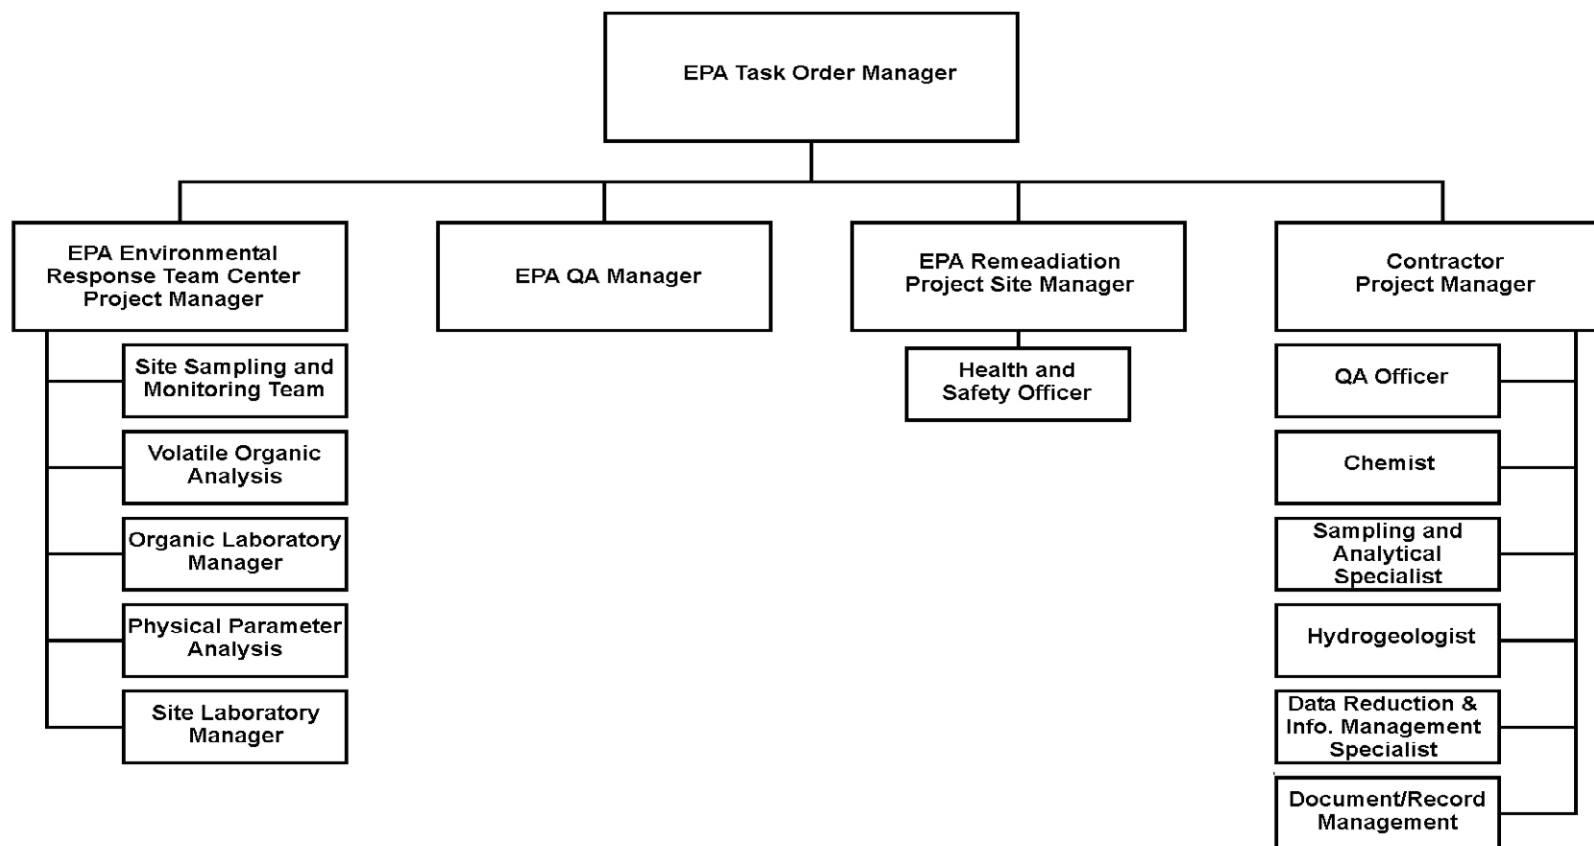 EPA Task Order Manager
EPA Environmental
Response Team Center
Project Manager
EPA QA Manager
EPA Remeadiation
Project Site Manager
Contractor
Project Manager
Site Sampling and
Monitoring Team
Volatile Organic
Analysis
Organic Laboratory
Manager
Physical Parameter
Analysis
Site Laboratory
Manager
Health and
Safety Officer
QA Officer
Chemist
Sampling and
Analytical
Specialist
Hydrogeologist
Data Reduction &
Info. Management
Specialist
Document/Record
Management